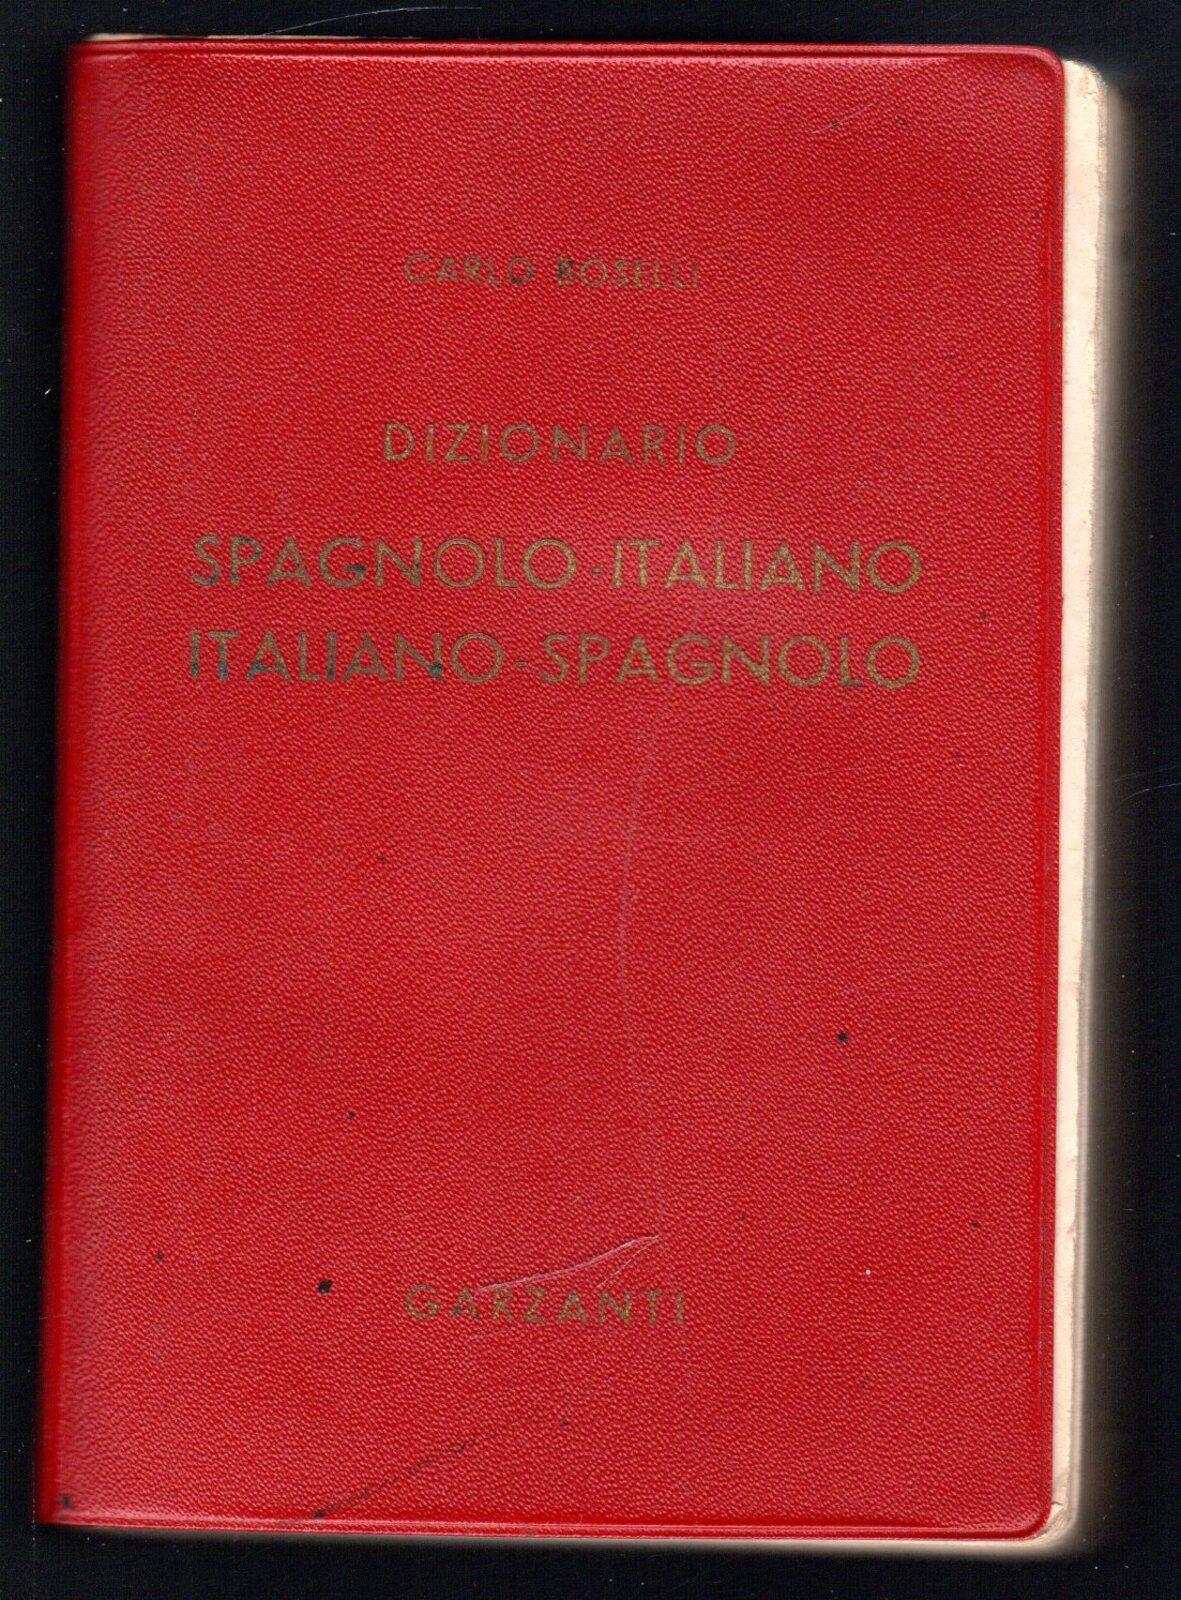 CARLO BOSELLI
DIZIONARIO
SPAGNOLO-ITALIANO
ITALIANO-SPAGNOLO
GARZANTI